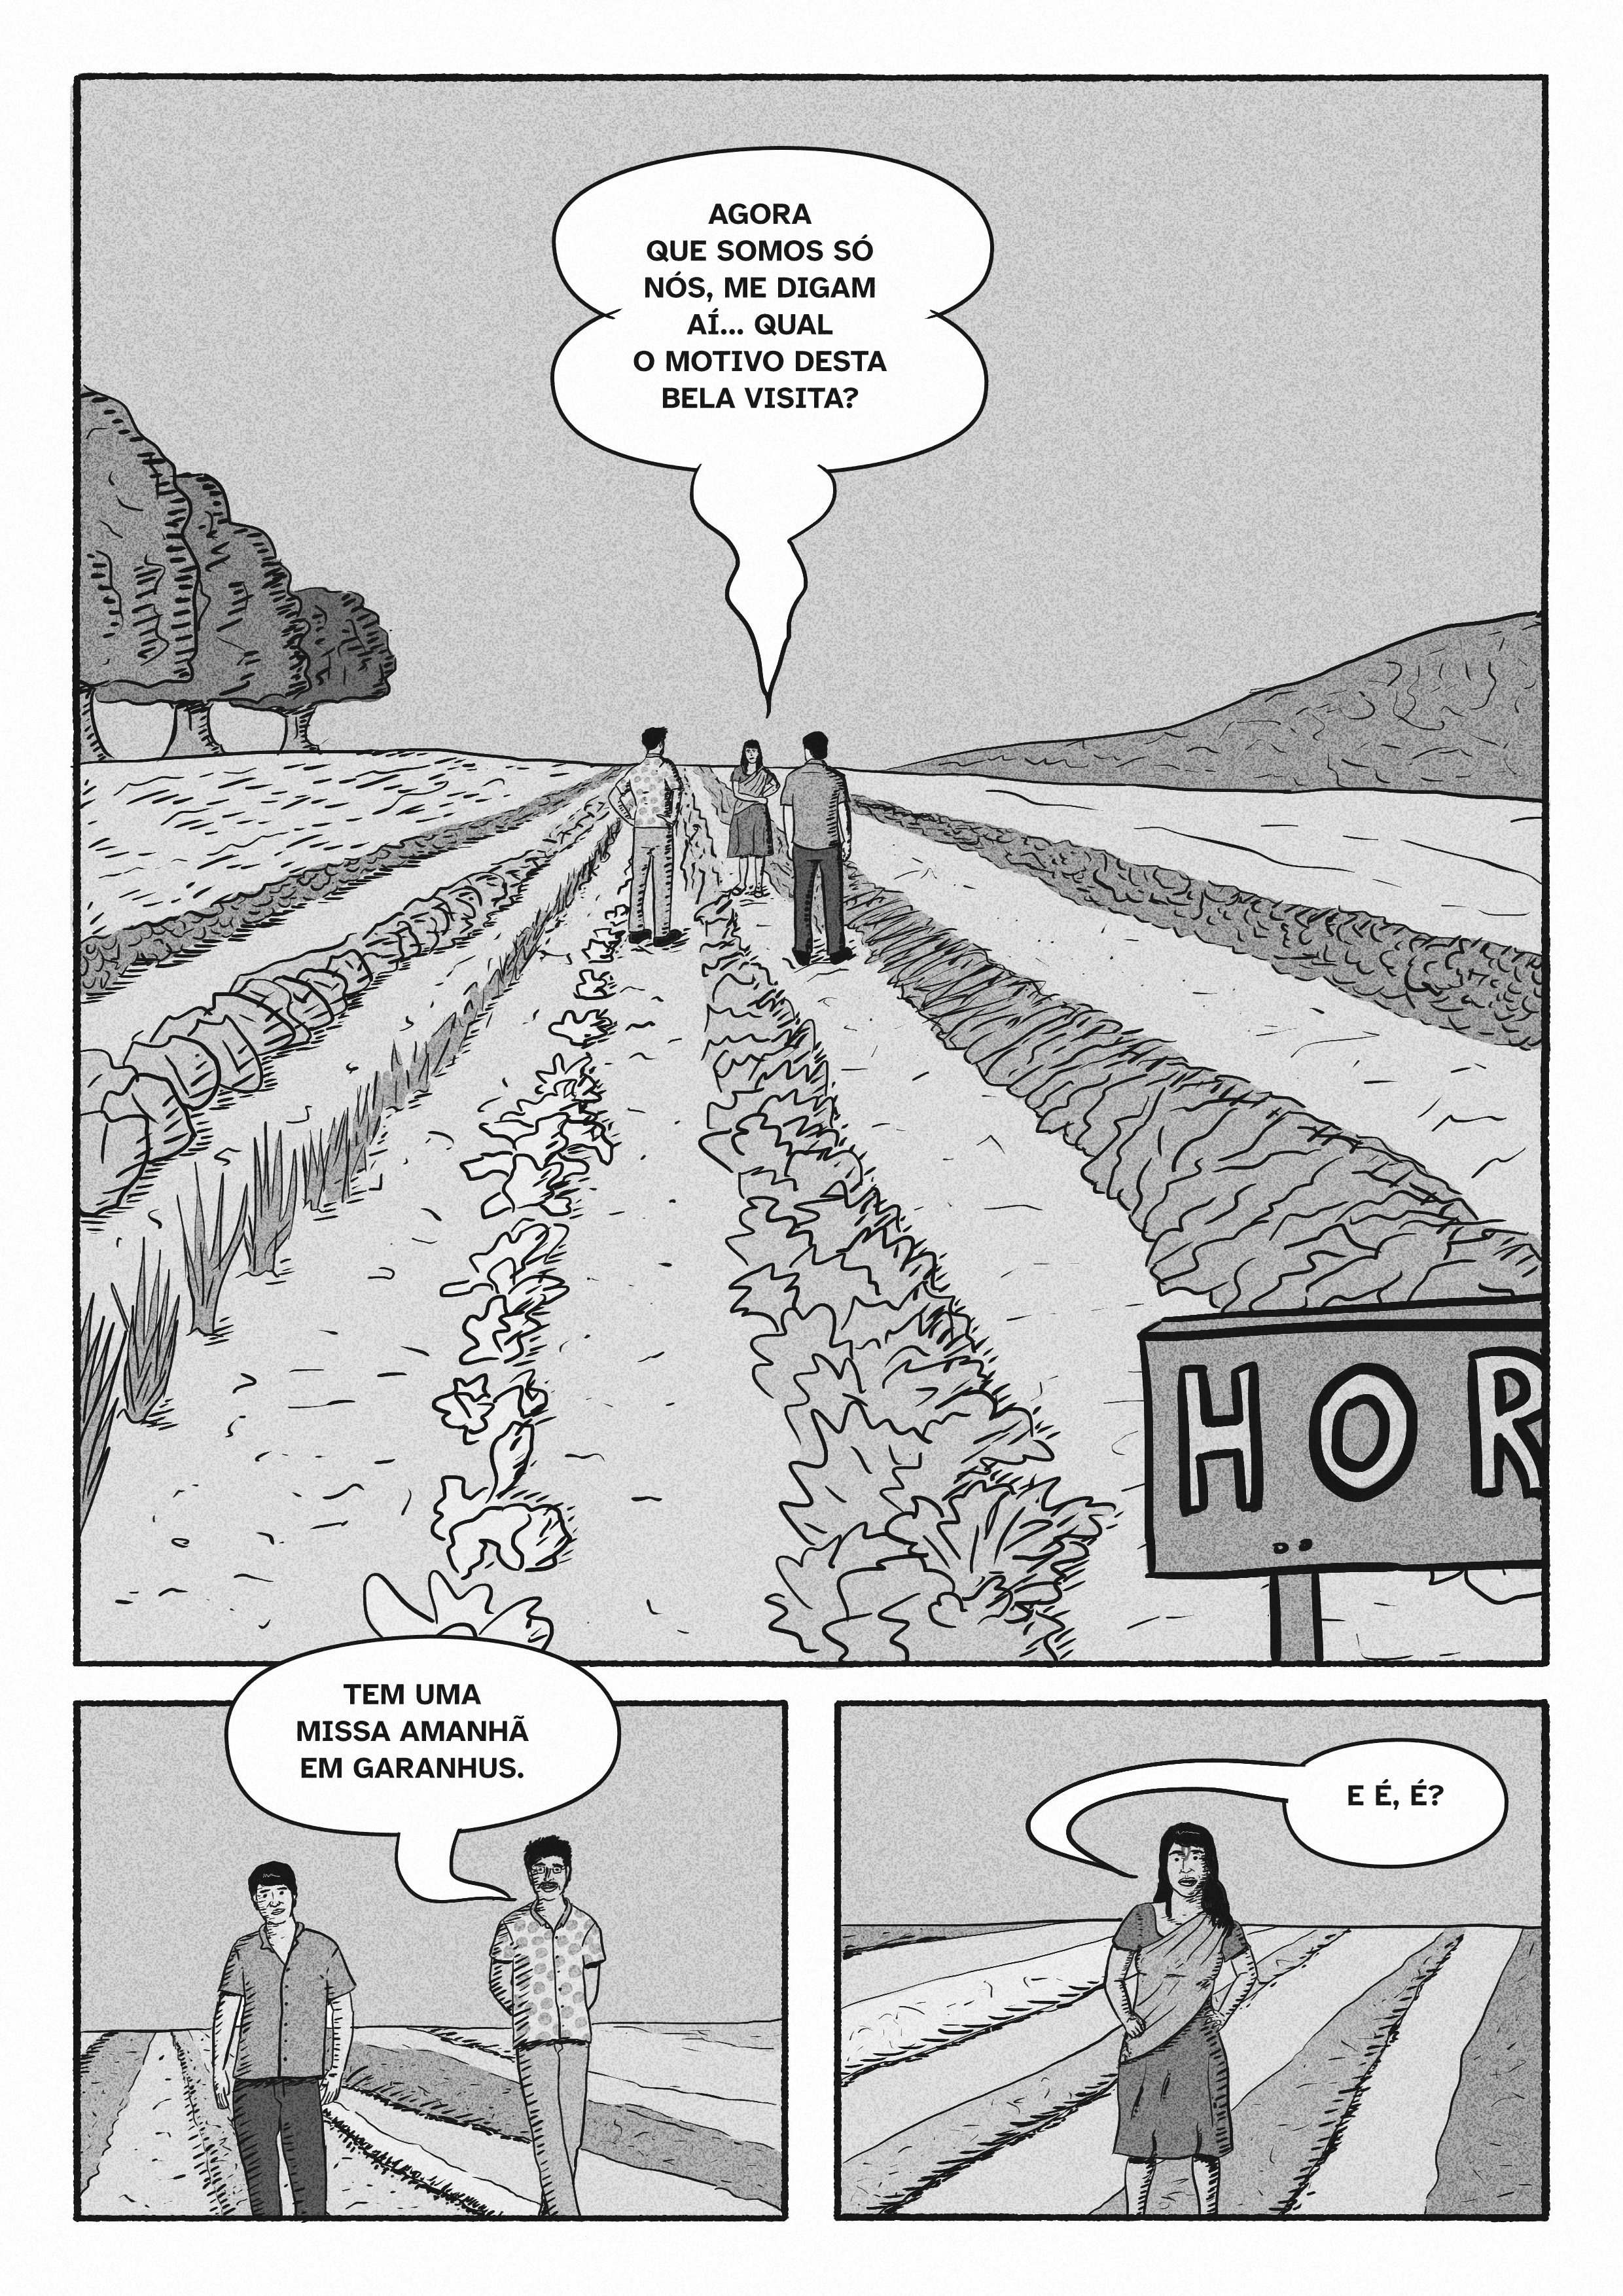 AGORA
QUE SOMOS SÓ
NÓS, ME DIGAM
AÍ... QUAL
O MOTIVO DESTA
BELA VISITA?
HOR
TEM UMA
MISSA AMANHÃ
EM GARANHUS.
E É, É?